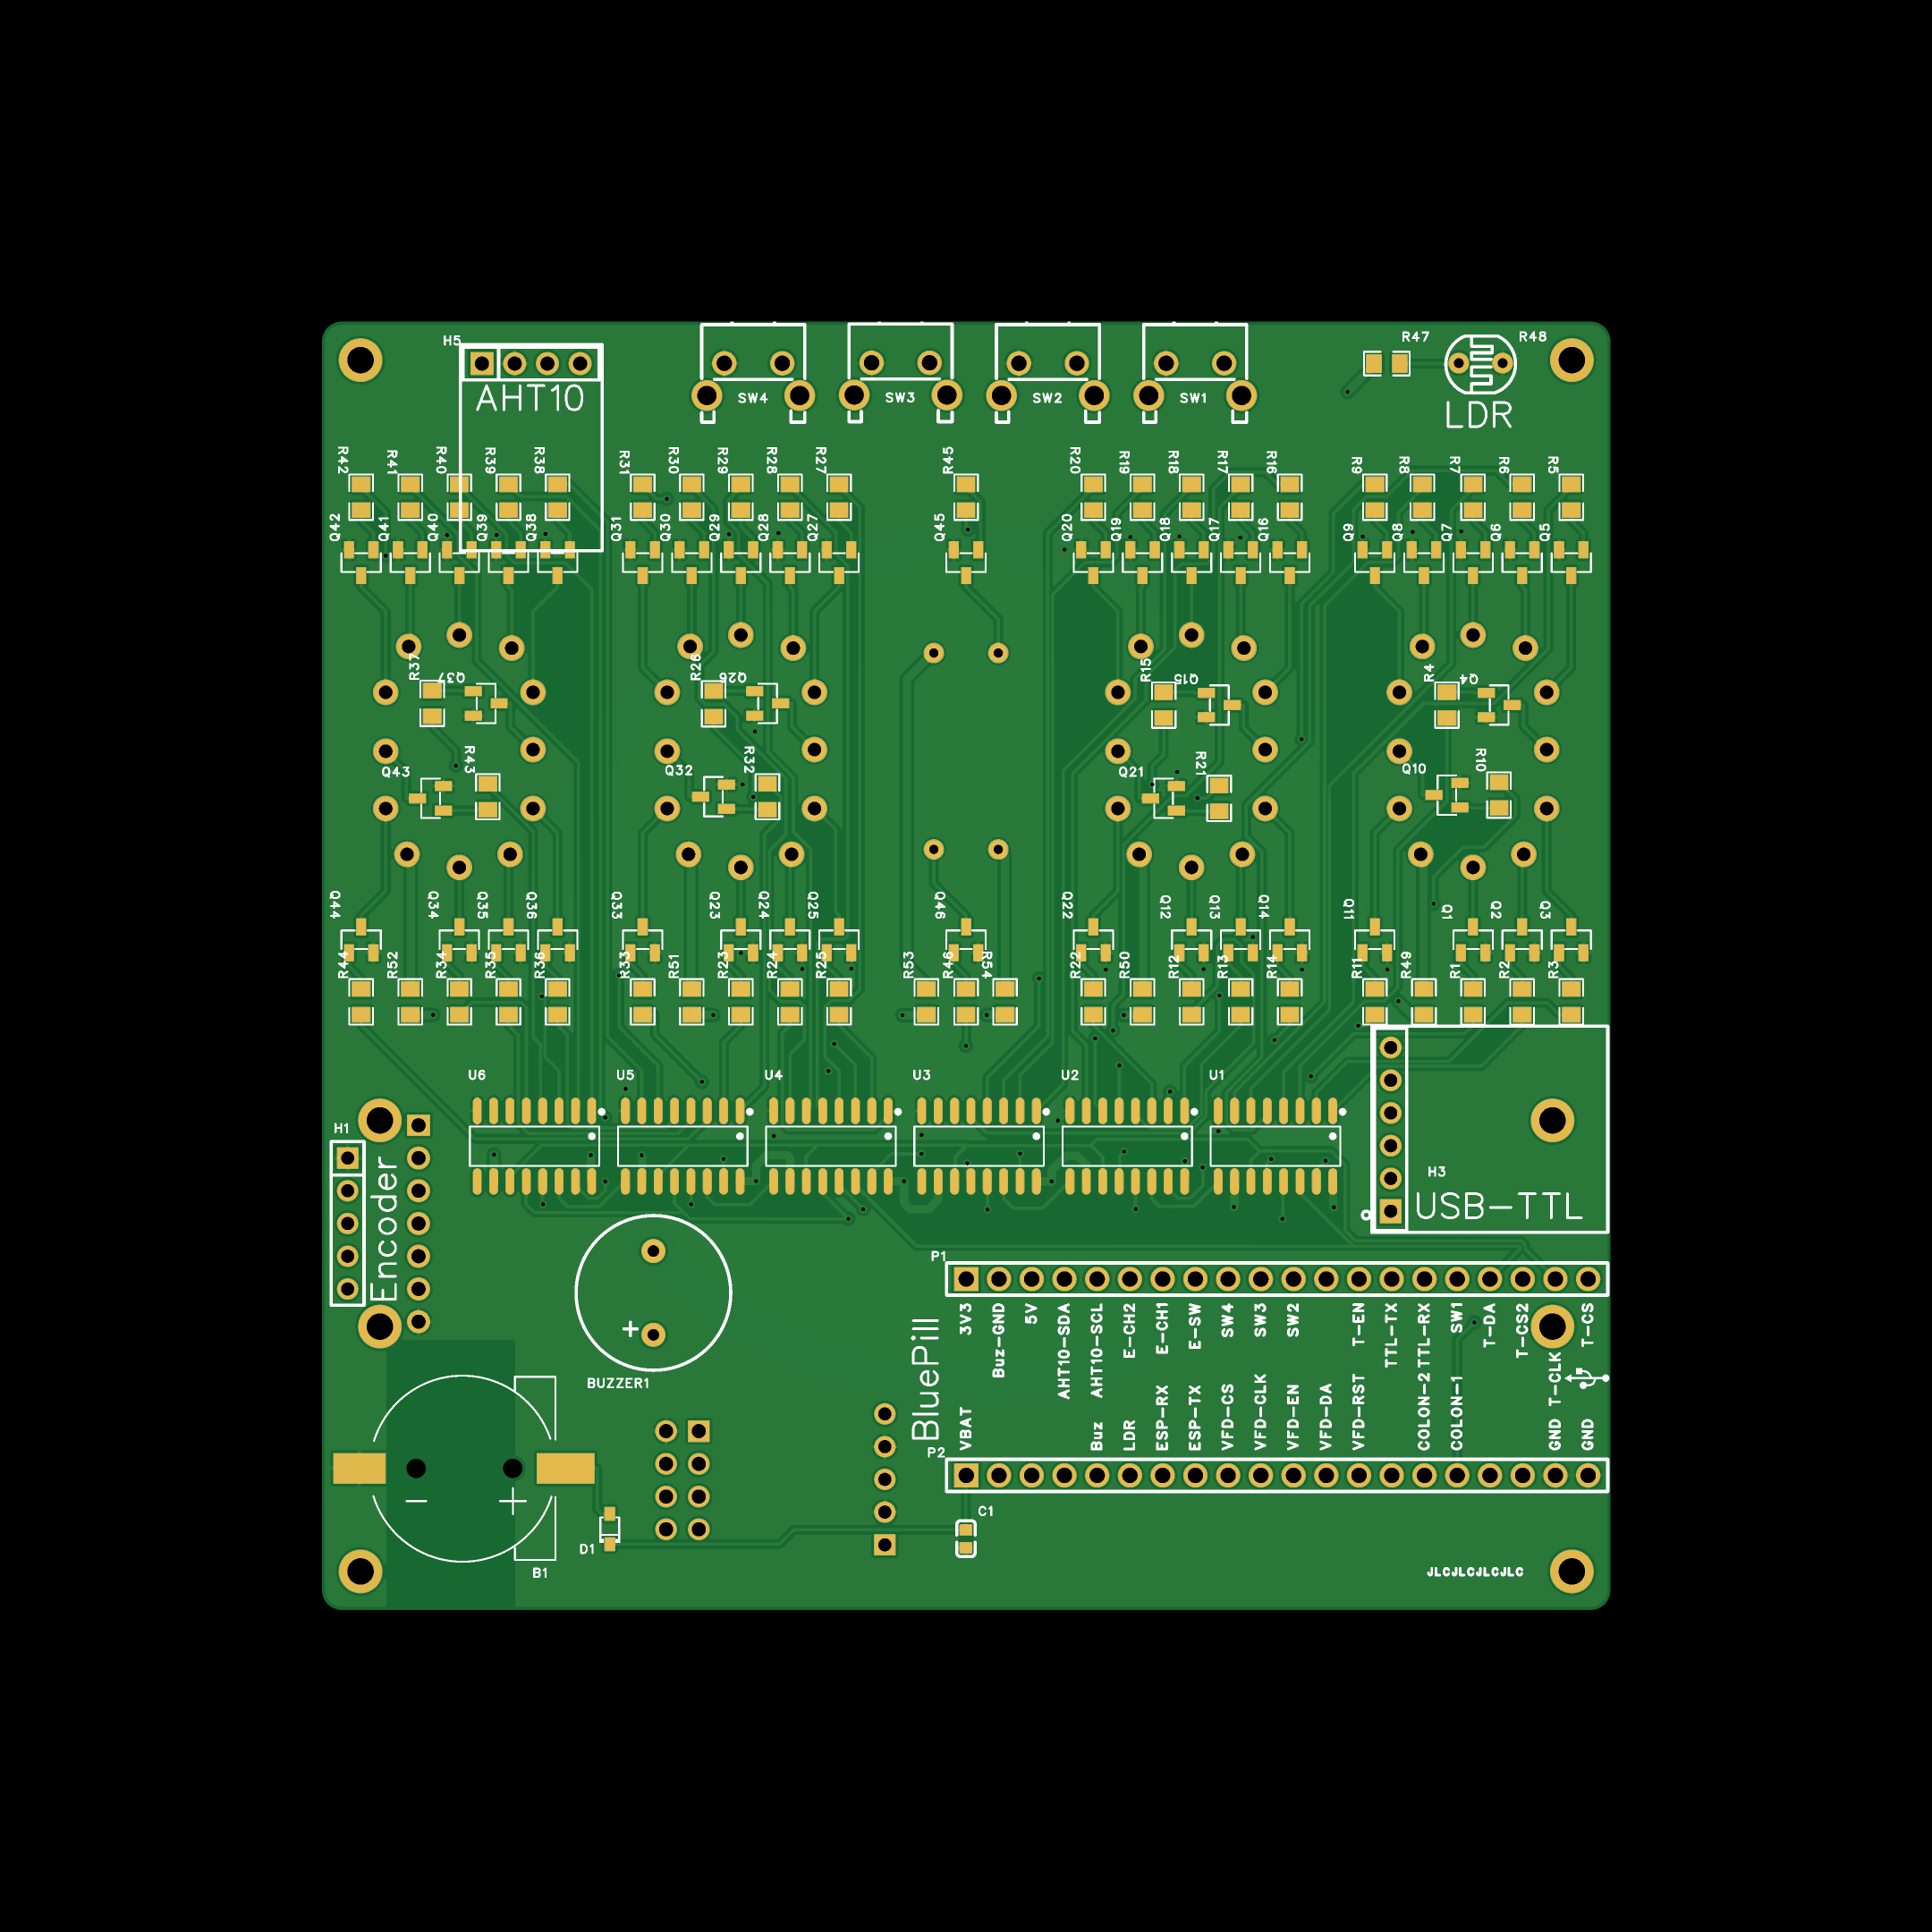 H5
R47
R48
AHT10
SW4
SW3
SW2
SW1
LDR
R42
R41
R40
R39
R38
R31
R30
R29
R28
R27
R45
R20
R19
R18
R17
R16
R9
R8
R7
R6
R5
Q42
Q41
Q40
Q39
Q38
Q31
Q30
Q29
Q28
Q27
Q45
Q20
Q19
Q18
Q17
Q16
Q9
Q8
Q7
Q6
Q5
R37
Q37
R26
Q26
R15
Q15
R4
Q4
Q43
R43
Q32
R32
Q21
R21
Q10
R10
Q44
Q34
Q35
Q36
Q33
Q23
Q24
Q25
Q46
Q22
Q12
Q13
Q14
Q11
Q1
Q2
Q3
R44
R52
R34
R35
R36
R33
R51
R23
R24
R25
R53
R46
R54
R22
R50
R12
R13
R14
R11
R49
R1
R2
R3
U6
U5
U4
U3
U2
U1
H1
Encoder
H3
USB-TTL
P1
3V3
Buz-GND
5V
AHT10-SDA
AHT10-SCL
E-CH2
E-CH1
E-SW
SW4
SW3
SW2
T-EN
TTL-TX
TTL-RX
SW1
T-DA
T-CS2
T-CLK
T-CS
+
BUZZER1
BluePill
VBAT
Buz
LDR
ESP-RX
ESP-TX
VFD-CS
VFD-CLK
VFD-EN
VFD-DA
VFD-RST
COLON-2
COLON-1
GND
GND
P2
− +
C1
D1
B1
JLCJLCJLCJLC